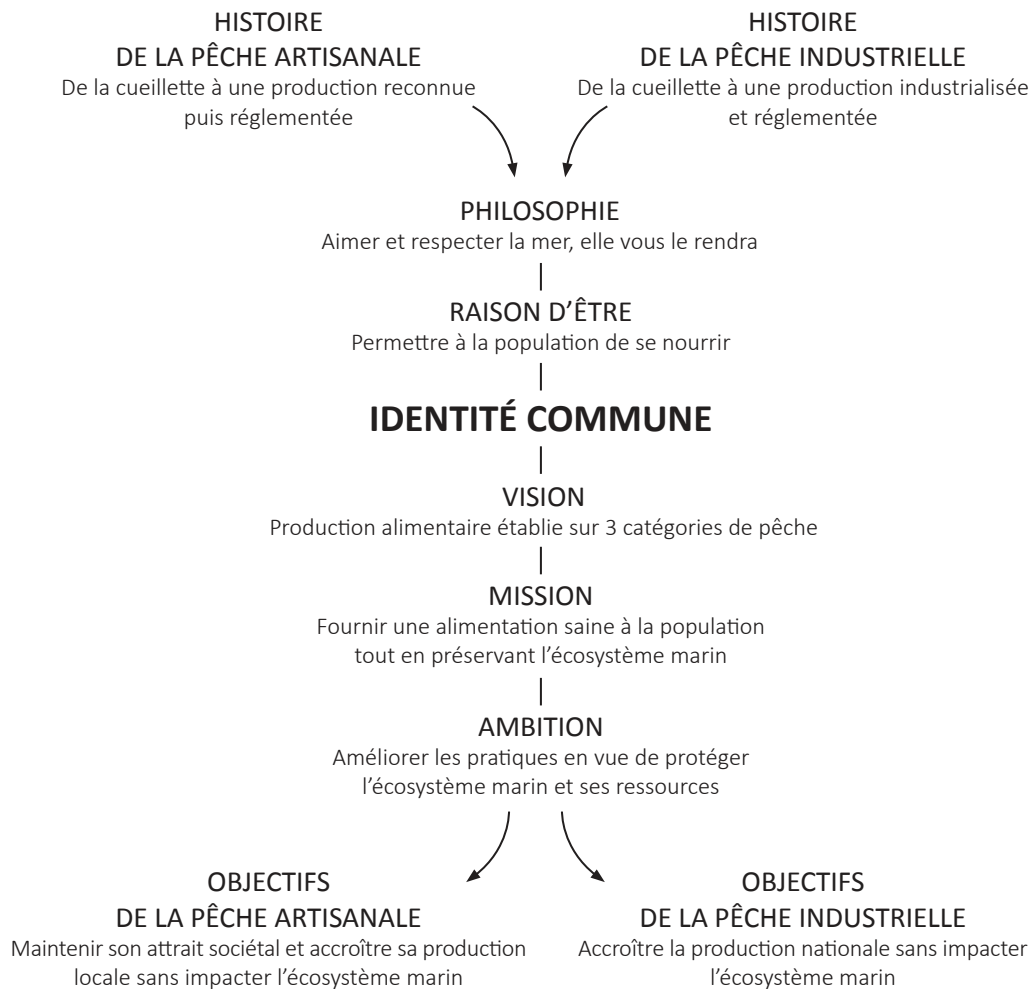 HISTOIRE
DE LA PÊCHE ARTISANALE
De la cueillette à une production reconnue
puis réglementée
HISTOIRE
DE LA PÊCHE INDUSTRIELLE
De la cueillette à une production industrialisée
et réglementée
PHILOSOPHIE
Aimer et respecter la mer, elle vous le rendra
RAISON D’ÊTRE
Permettre à la population de se nourrir
IDENTITÉ COMMUNE
VISION
Production alimentaire établie sur 3 catégories de pêche
MISSION
Fournir une alimentation saine à la population
tout en préservant l’écosystème marin
AMBITION
Améliorer les pratiques en vue de protéger
l’écosystème marin et ses ressources
OBJECTIFS
DE LA PÊCHE ARTISANALE
Maintenir son attrait sociétal et accroître sa production
locale sans impacter l’écosystème marin
OBJECTIFS
DE LA PÊCHE INDUSTRIELLE
Accroître la production nationale sans impacter
l’écosystème marin